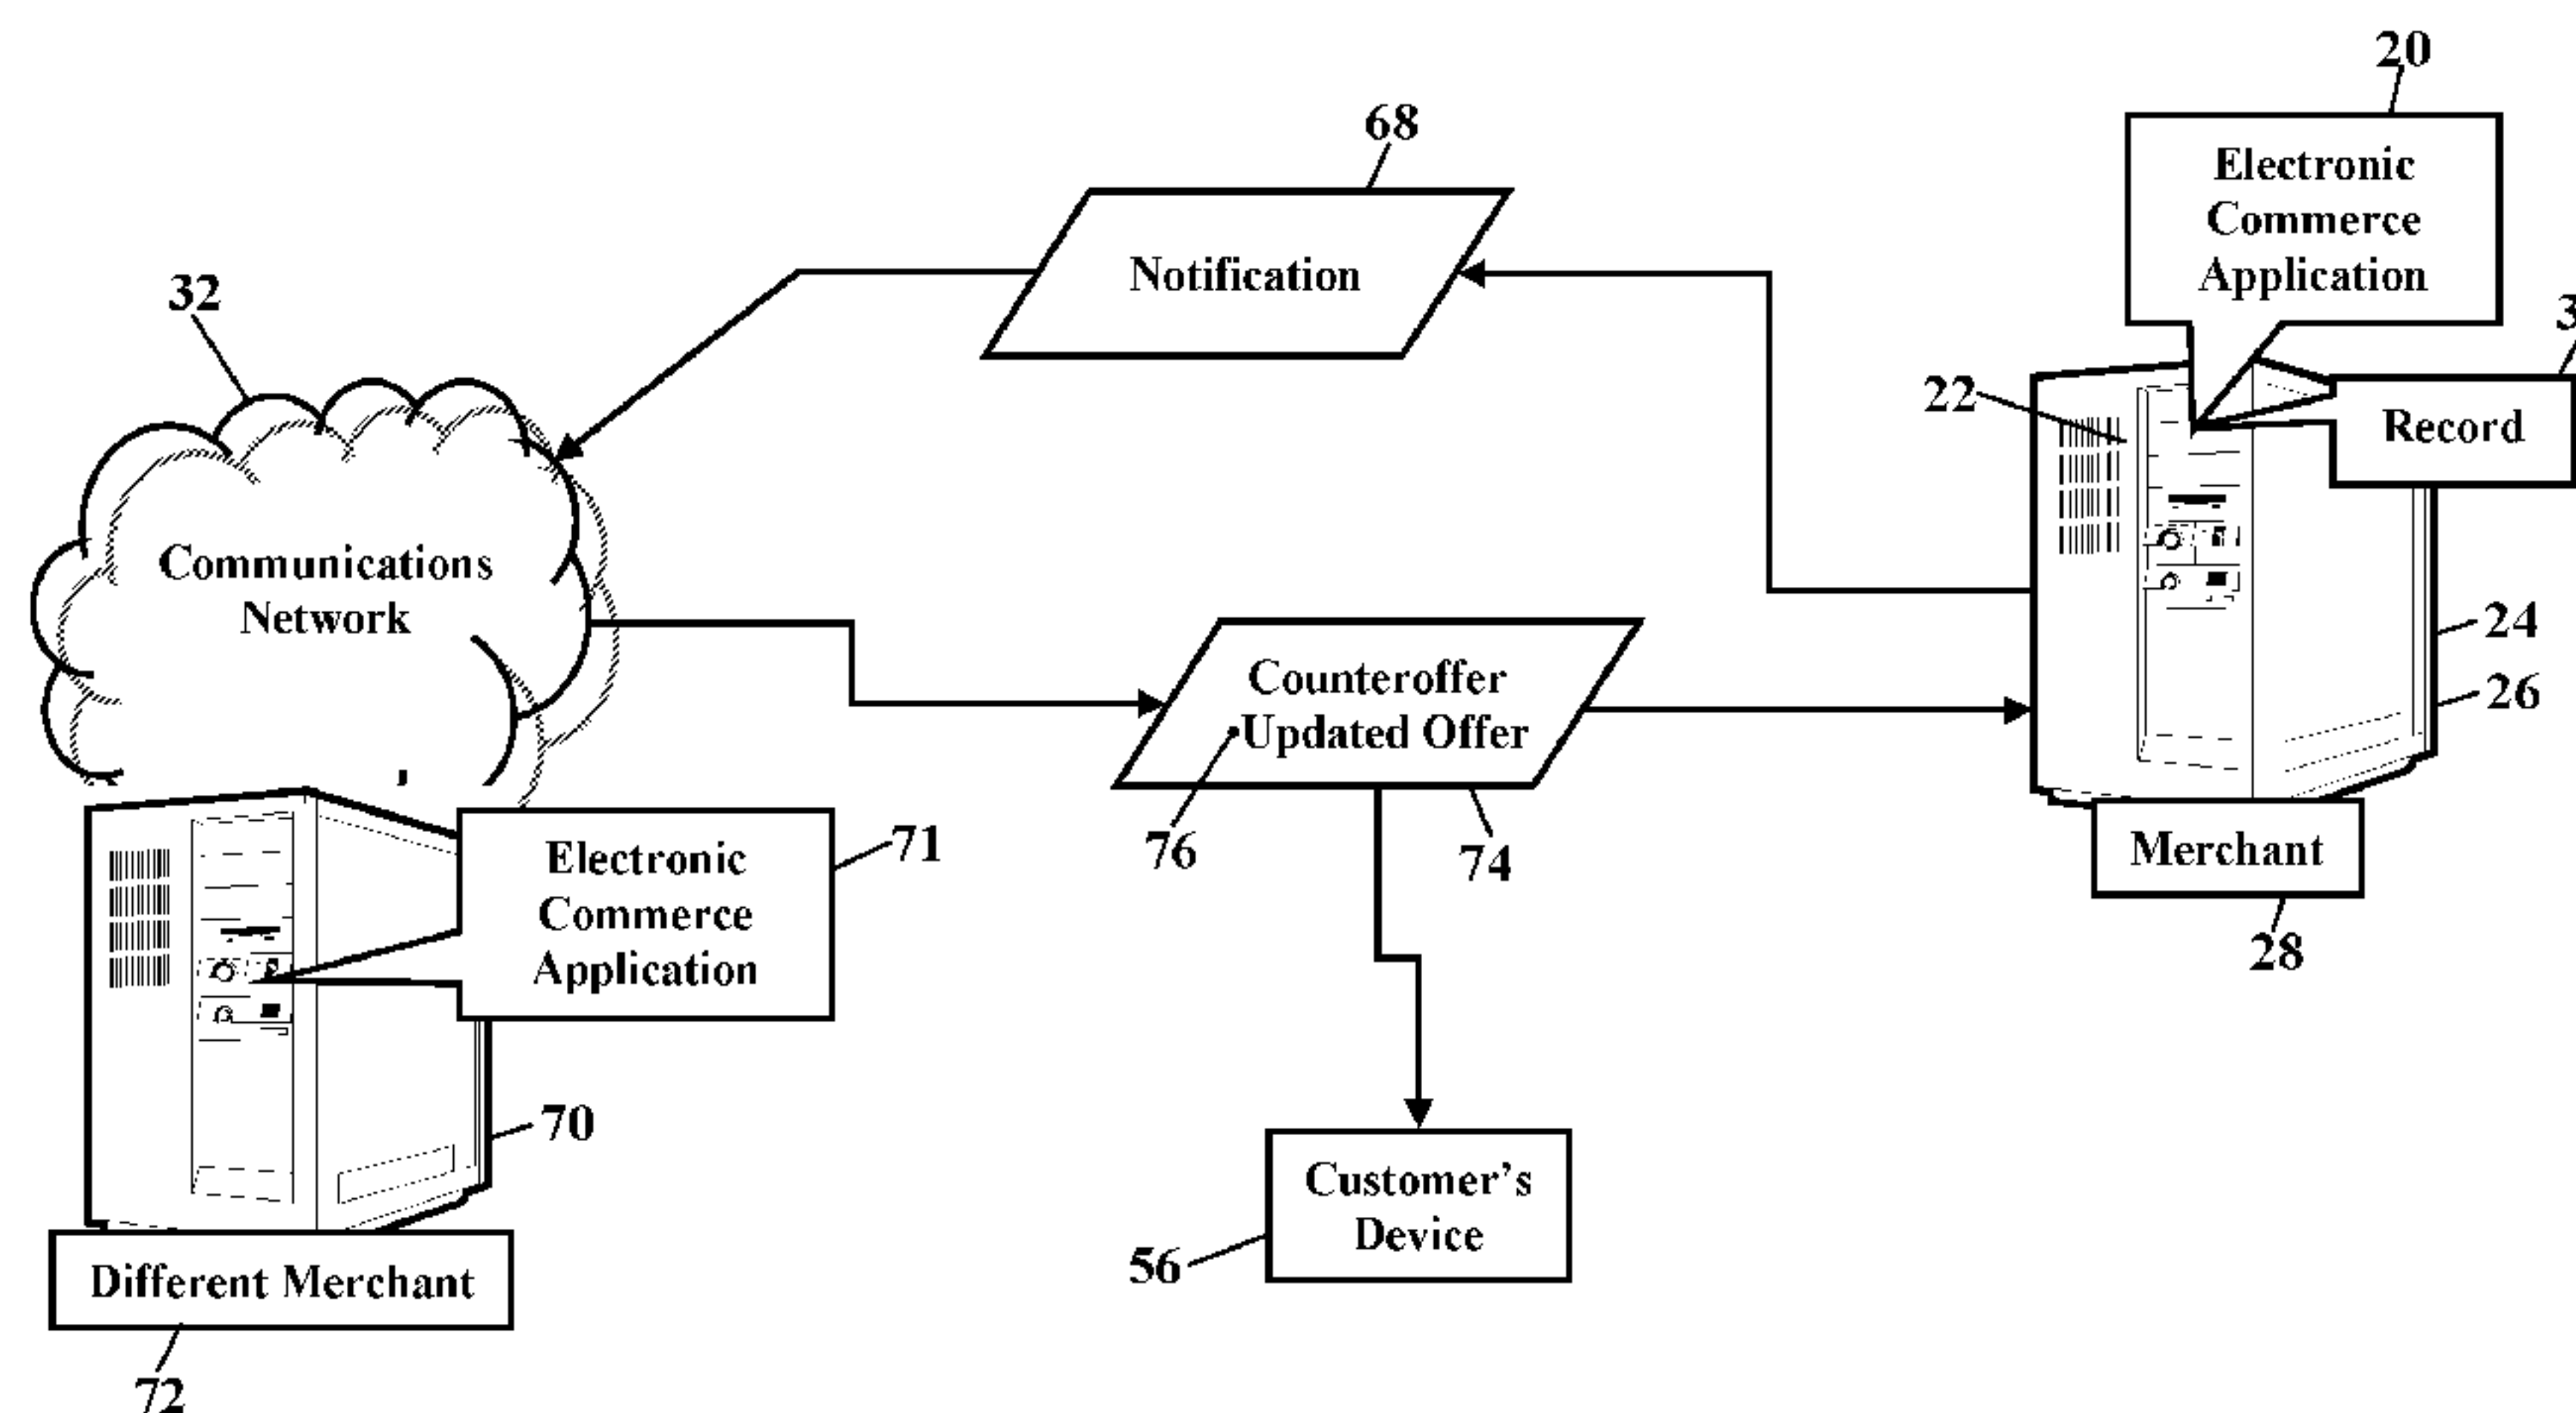 20
68
Electronic
Commerce
Application
Notification
32
3
22
Record
Communications
Network
24
Counteroffer
•Updated Offer
26
76
74
Merchant
71
Electronic
Commerce
Application
28
70
Customer's
Device
56
Different Merchant
72